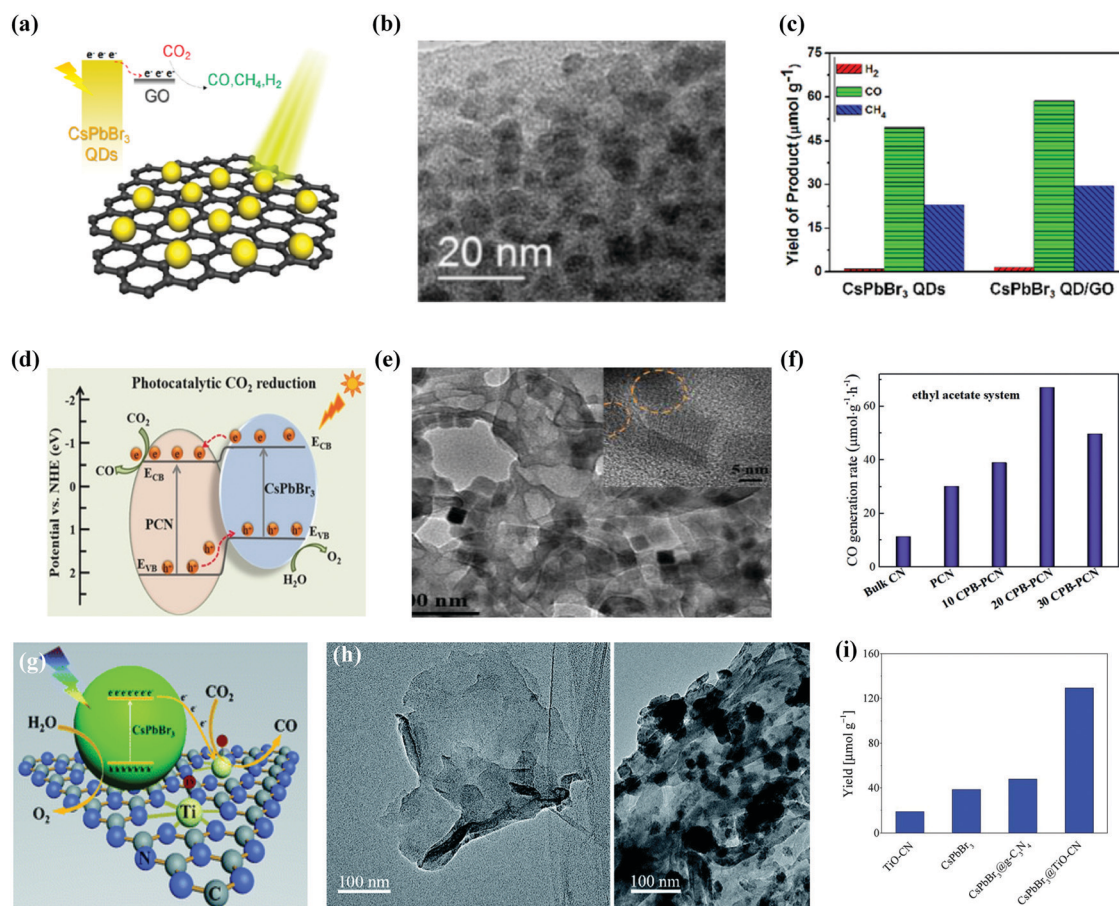 (a)
e⁻ e⁻ e⁻
CO₂
e⁻ e⁻ e⁻
GO
CO,CH₄,H₂
CsPbBr₃
QDs
(b)
20 nm
(c)
Yield of Product (μmol g⁻¹)
75
60
45
30
15
0
H₂
CO
CH₄
CsPbBr₃ QDs
CsPbBr₃ QD/GO
(d)
Photocatalytic CO₂ reduction
Potential vs. NHE (eV)
-2
-1
0
1
2
CO₂
CO
e e e e
e e e
E_CB
E_CB
PCN
CsPbBr₃
h⁺
h⁺ h⁺ h⁺
E_VB
E_VB
h⁺ h⁺
O₂
H₂O
(e)
5 nm
00 nm
(f)
CO generation rate (μmol·g⁻¹·h⁻¹)
ethyl acetate system
60
40
20
0
Bulk CN
PCN
10 CPB-PCN
20 CPB-PCN
30 CPB-PCN
(g)
e⁻e⁻e⁻e⁻e⁻e⁻e⁻
e⁻
e⁻
CO₂
H₂O
CsPbBr₃
CO
O₂
Ti
N
C
(h)
100 nm
100 nm
(i)
Yield [μmol g⁻¹]
160
120
80
40
0
TiO-CN
CsPbBr₃
CsPbBr₃@g-C₃N₄
CsPbBr₃@TiO-CN